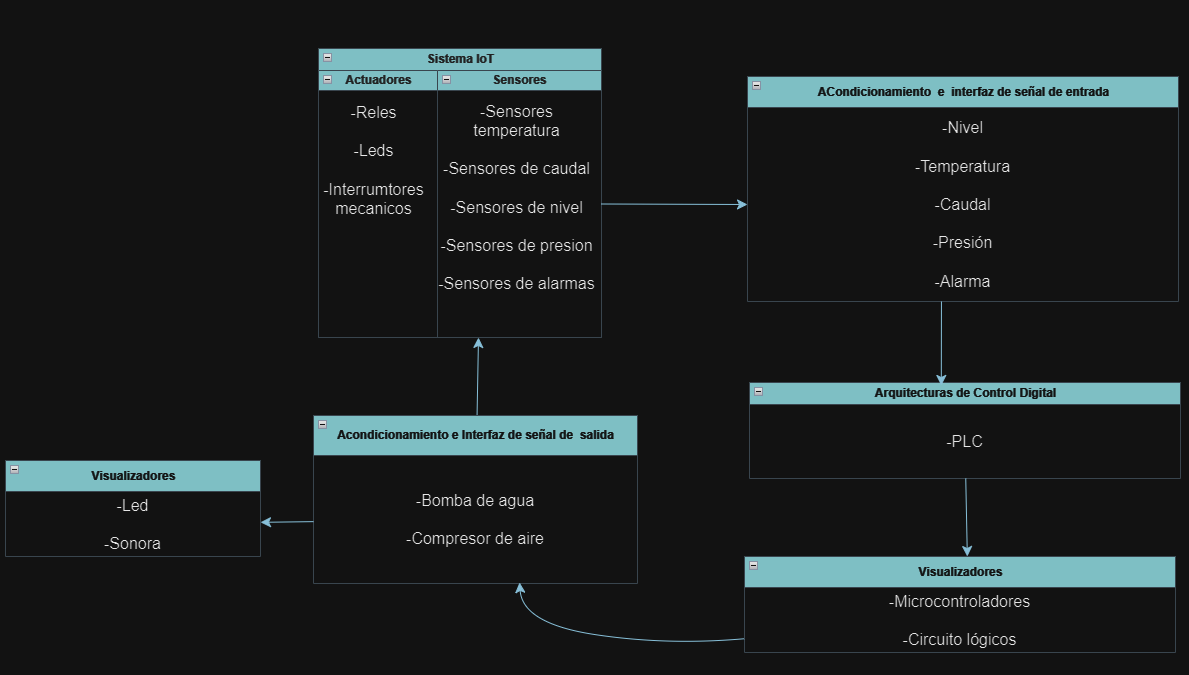 Sistema IoT
Actuadores
-Reles
-Leds
-Interrumtores
mecanicos
Sensores
-Sensores
temperatura
-Sensores de caudal
-Sensores de nivel
-Sensores de presion
-Sensores de alarmas
ACondicionamiento e interfaz de señal de entrada
-Nivel
-Temperatura
-Caudal
-Presión
-Alarma
Arquitecturas de Control Digital
-PLC
Visualizadores
-Microcontroladores
-Circuito lógicos
Acondicionamiento e Interfaz de señal de salida
-Bomba de agua
-Compresor de aire
Visualizadores
-Led
-Sonora